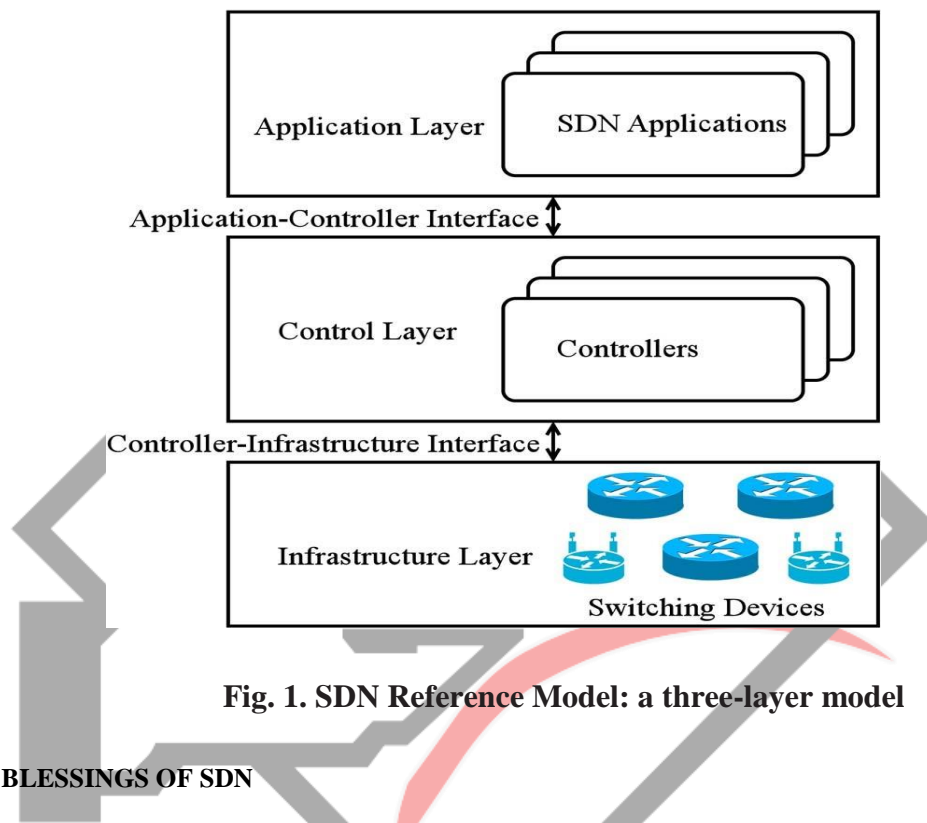 Application Layer
SDN Applications
Application-Controller Interface
Control Layer
Controllers
Controller-Infrastructure Interface
Infrastructure Layer
Switching Devices
Fig. 1. SDN Reference Model: a three-layer model
BLESSINGS OF SDN